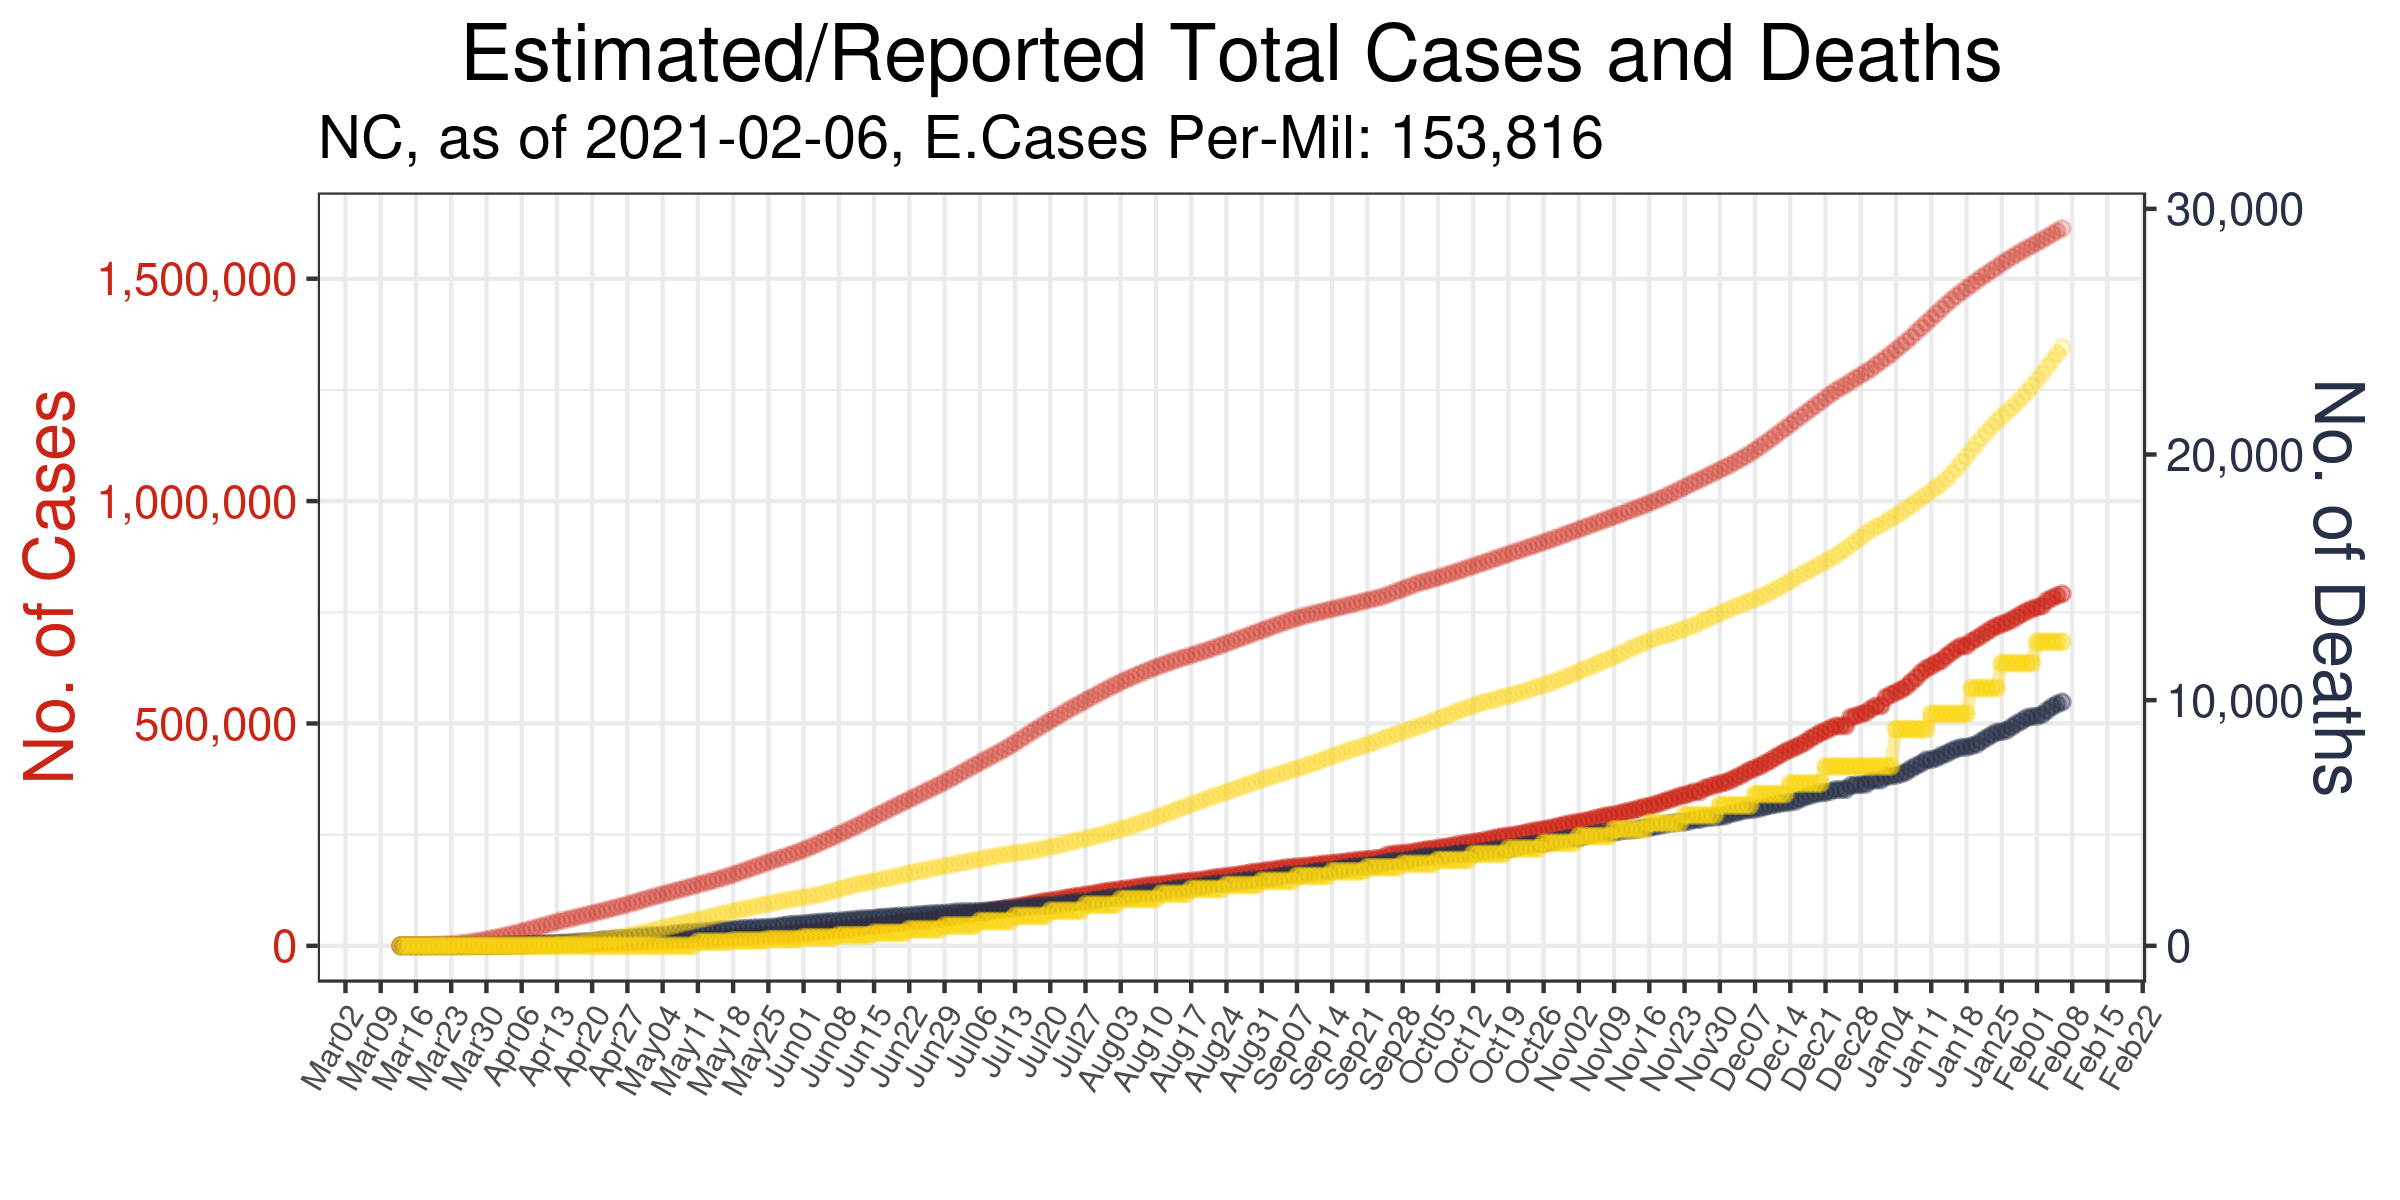 Estimated/Reported Total Cases and Deaths
NC, as of 2021-02-06, E.Cases Per-Mil: 153,816
No. of Cases
1,500,000
1,000,000
500,000
0
30,000
20,000
10,000
0
No. of Deaths
Mar02
Mar09
Mar16
Mar23
Mar30
Apr06
Apr13
Apr20
Apr27
May04
May11
May18
May25
Jun01
Jun08
Jun15
Jun22
Jun29
Jul06
Jul13
Jul20
Jul27
Aug03
Aug10
Aug17
Aug24
Aug31
Sep07
Sep14
Sep21
Sep28
Oct05
Oct12
Oct19
Oct26
Nov02
Nov09
Nov16
Nov23
Nov30
Dec07
Dec14
Dec21
Dec28
Jan04
Jan11
Jan18
Jan25
Feb01
Feb08
Feb15
Feb22